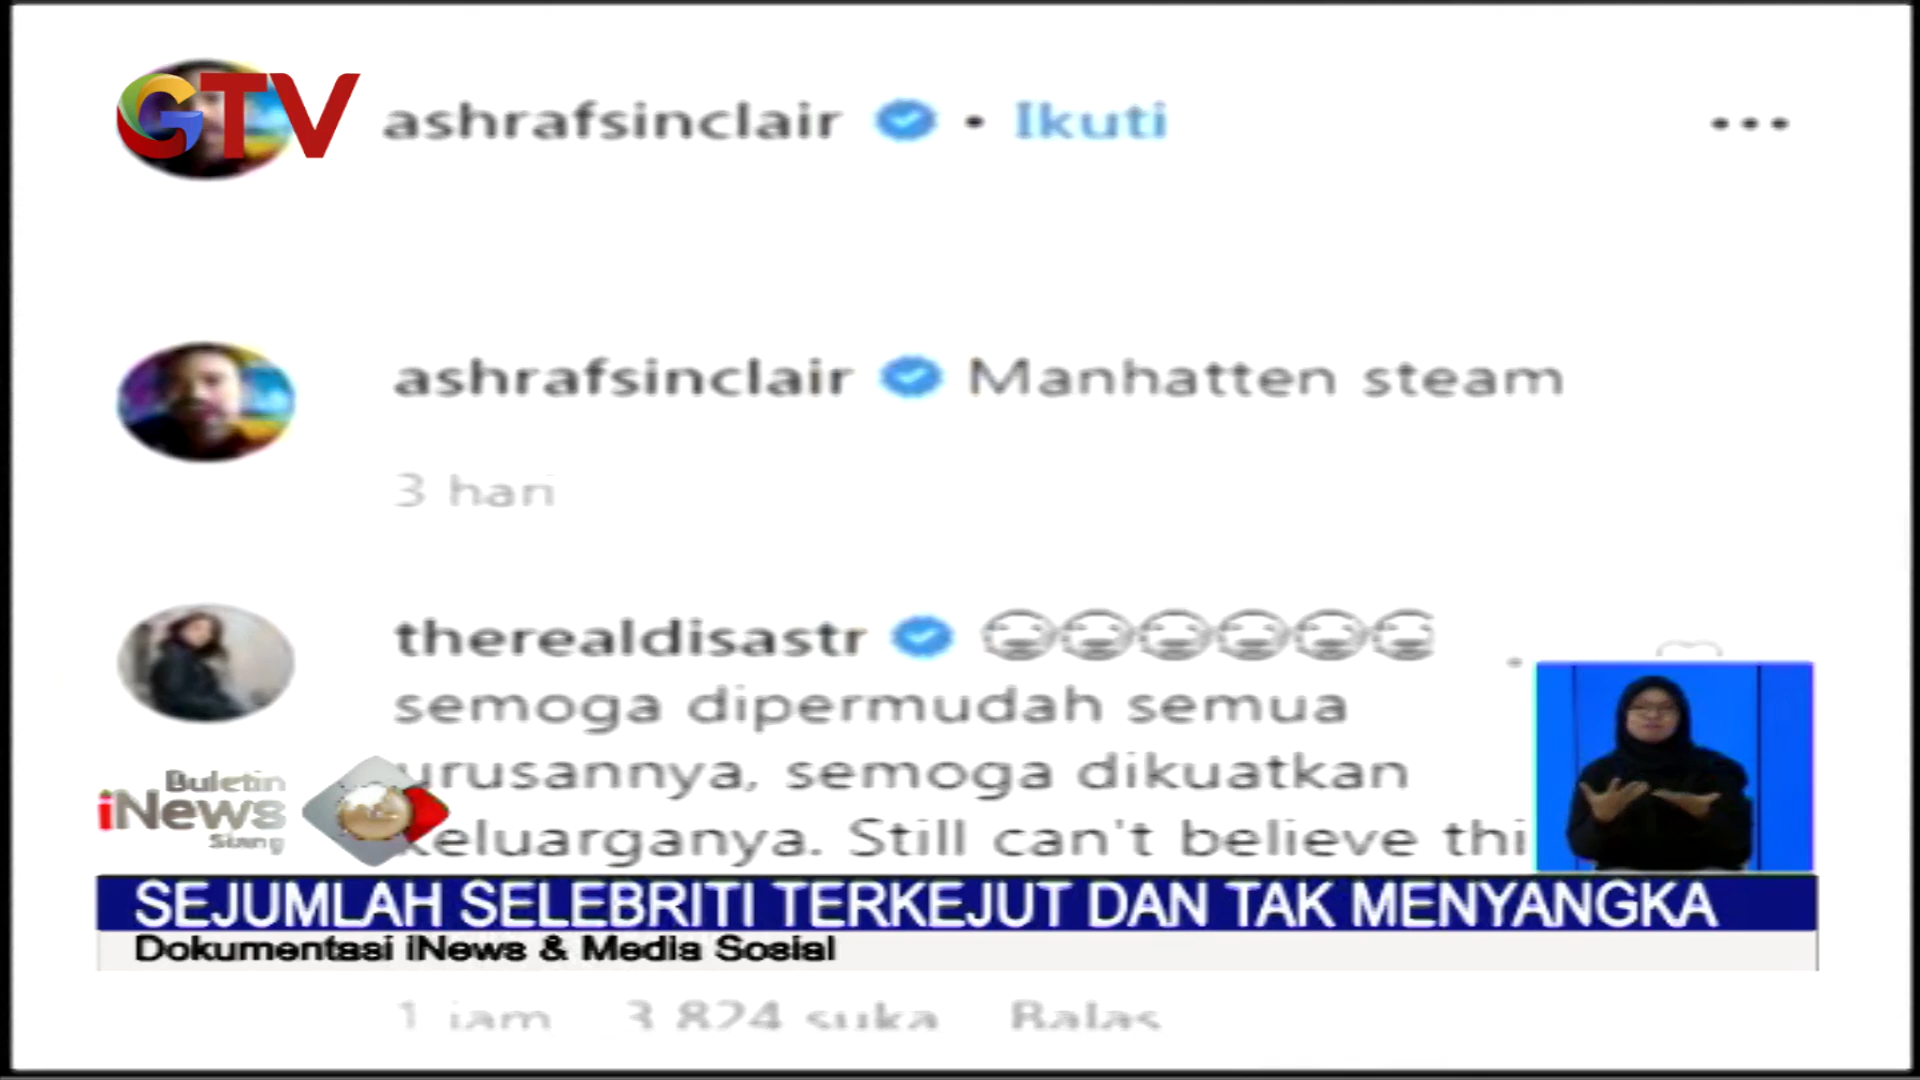 GTV
ashrafsinclair • Ikuti
ashrafsinclair Manhatten steam
3 hari
therealdisastr
semoga dipermudah semua
urusannya, semoga dikuatkan
keluarganya. Still can't believe thi
Buletin
iNews
Siang
SEJUMLAH SELEBRITI TERKEJUT DAN TAK MENYANGKA
Dokumentasi iNews & Media Sosial
1 jam 3.824 suka Balas